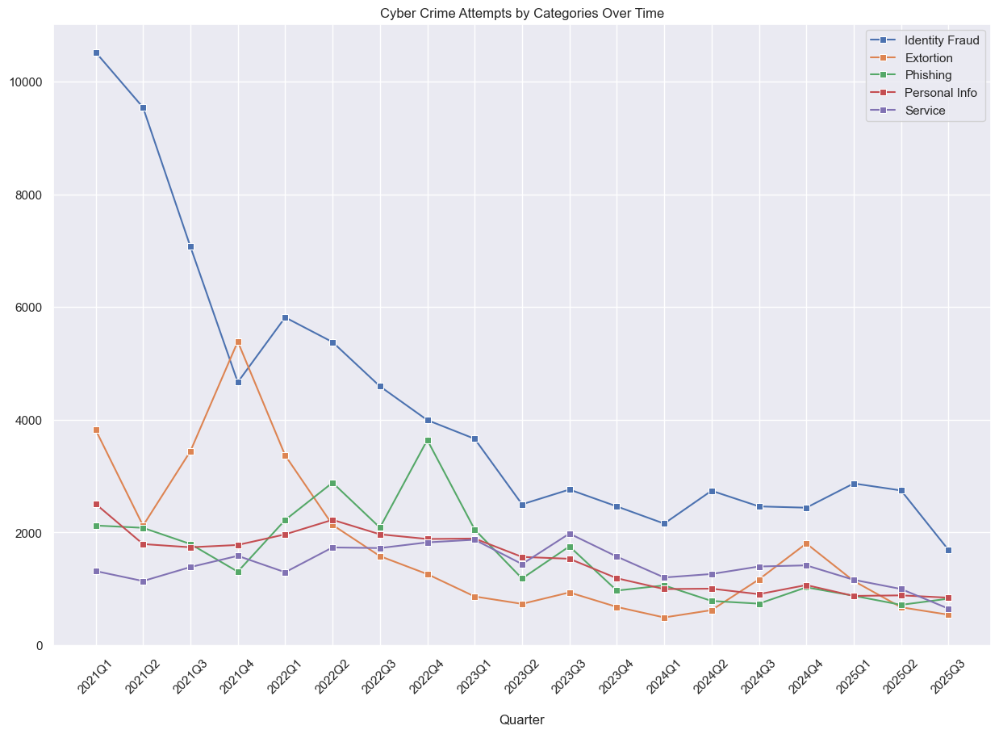 Cyber Crime Attempts by Categories Over Time
Identity Fraud
Extortion
Phishing
Personal Info
Service
10000
8000
6000
4000
2000
0
2021Q1
2021Q2
2021Q3
2021Q4
2022Q1
2022Q2
2022Q3
2022Q4
2023Q1
2023Q2
2023Q3
2023Q4
2024Q1
2024Q2
2024Q3
2024Q4
2025Q1
2025Q2
2025Q3
Quarter